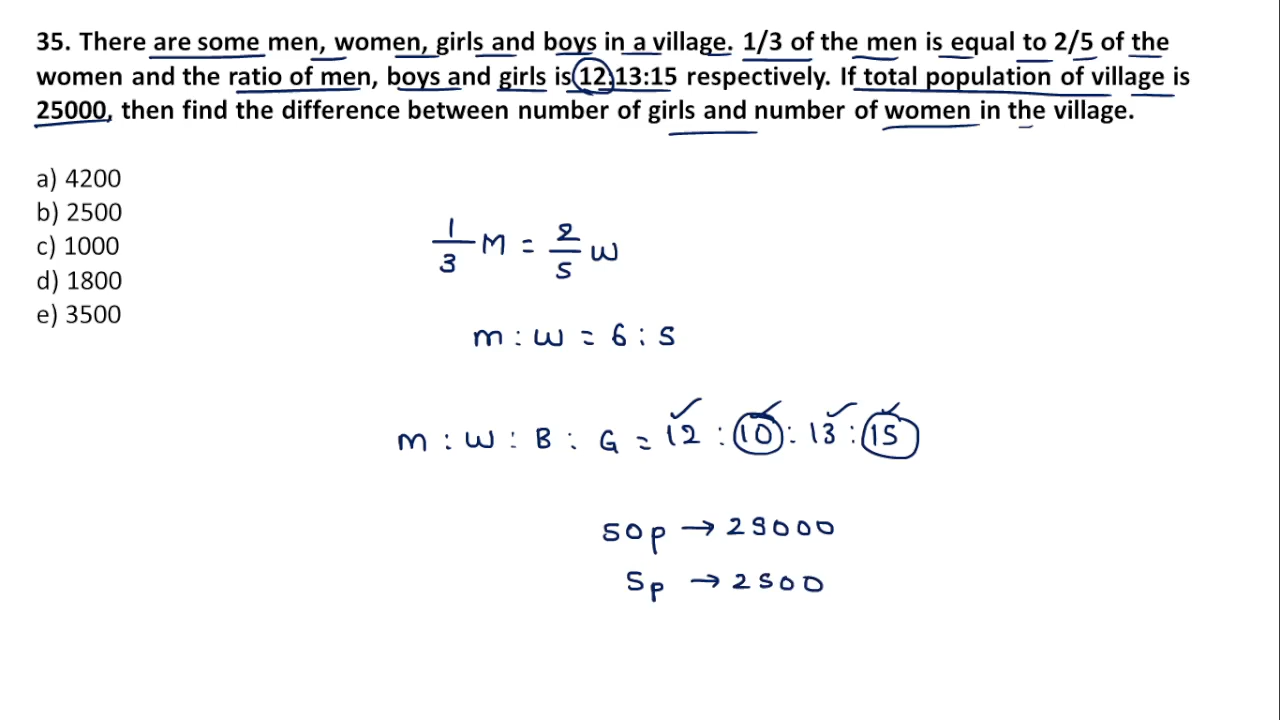 35. There are some men, women, girls and boys in a village. 1/3 of the men is equal to 2/5 of the
women and the ratio of men, boys and girls is 12:13:15 respectively. If total population of village is
25000, then find the difference between number of girls and number of women in the village.
a) 4200
b) 2500
c) 1000
d) 1800
e) 3500
1/3 M = 2/5 W
m : W = 6 : 5
m : W : B : G = 12 : 10 : 13 : 15
50p → 25000
5p → 2500